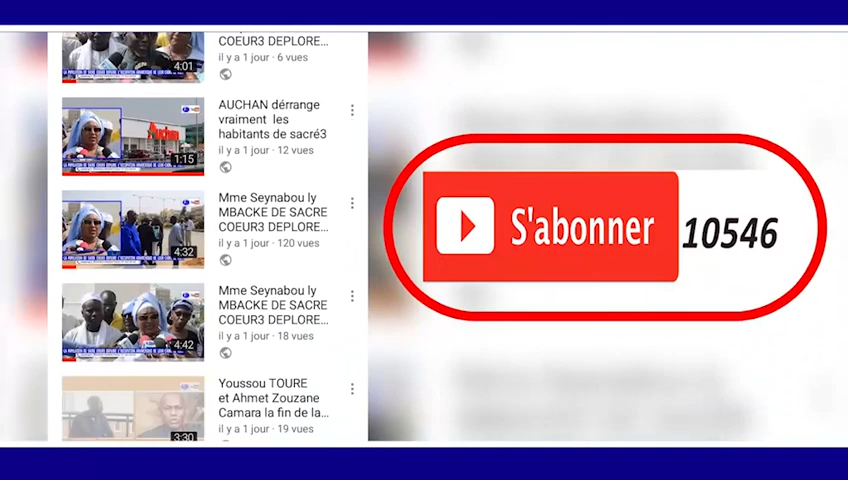 COEUR3 DEPLORE...
il y a 1 jour · 6 vues
4:01
AUCHAN dérrange
vraiment les
habitants de sacré3
il y a 1 jour · 12 vues
Auchan
1:15
Mme Seynabou ly
MBACKE DE SACRE
COEUR3 DEPLORE...
il y a 1 jour · 120 vues
4:32
Mme Seynabou ly
MBACKE DE SACRE
COEUR3 DEPLORE...
il y a 1 jour · 18 vues
4:42
Youssou TOURE
et Ahmet Zouzane
Camara la fin de la...
il y a 1 jour · 19 vues
3:30
S'abonner 10546